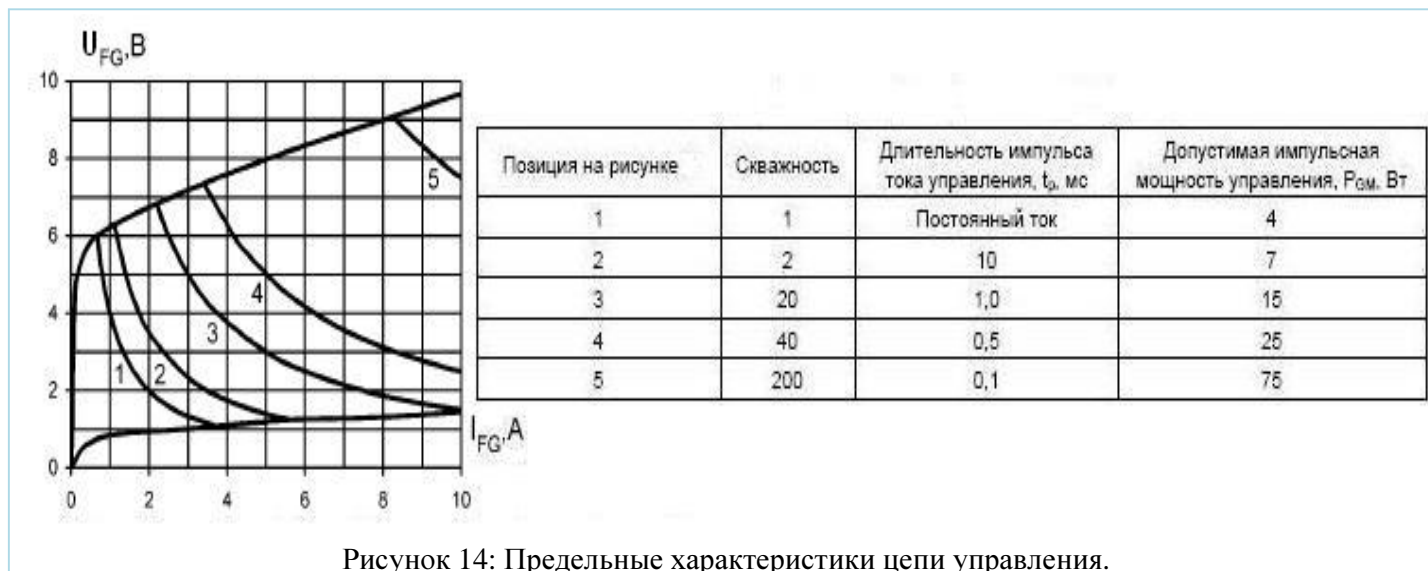 U_FG,В
10
8
6
4
2
0
0 2 4 6 8 10
I_FG,А
1
2
3
4
5
Позиция на рисунке Скважность Длительность импульса тока управления, tр, мс Допустимая импульсная мощность управления, P_GM, Вт
1 1 Постоянный ток 4
2 2 10 7
3 20 1,0 15
4 40 0,5 25
5 200 0,1 75
Рисунок 14: Предельные характеристики цепи управления.